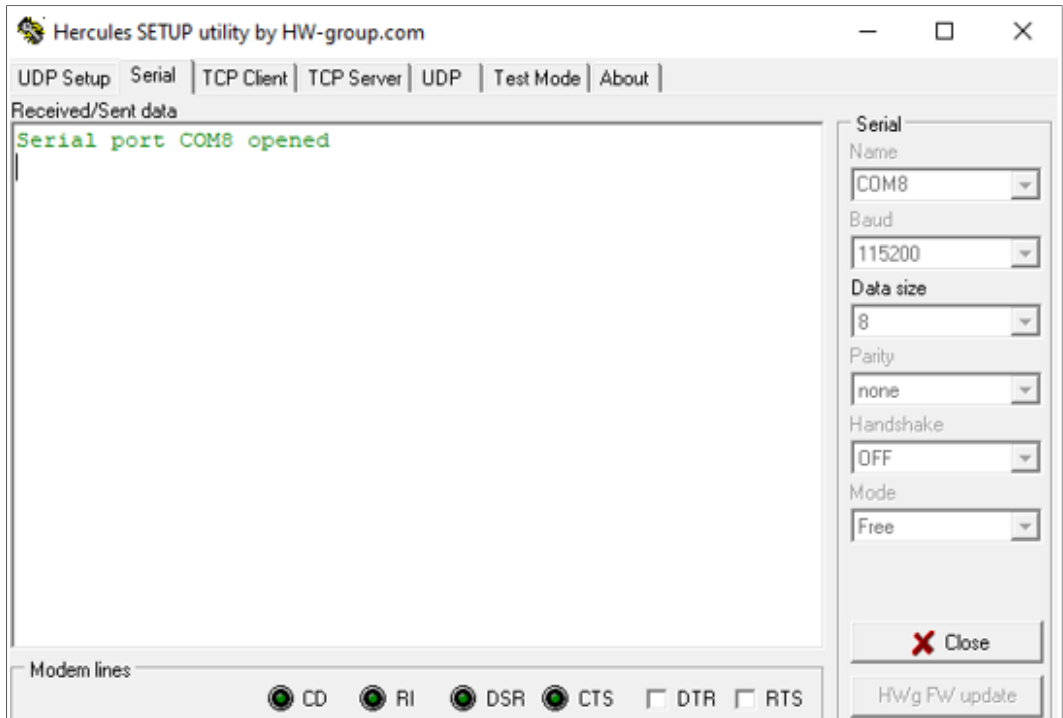 Hercules SETUP utility by HW-group.com
UDP Setup Serial TCP Client TCP Server UDP Test Mode About
Received/Sent data
Serial port COM8 opened
Serial
Name
COM8
Baud
115200
Data size
8
Parity
none
Handshake
OFF
Mode
Free
Close
HWg FW update
Modem lines
CD RI DSR CTS DTR RTS